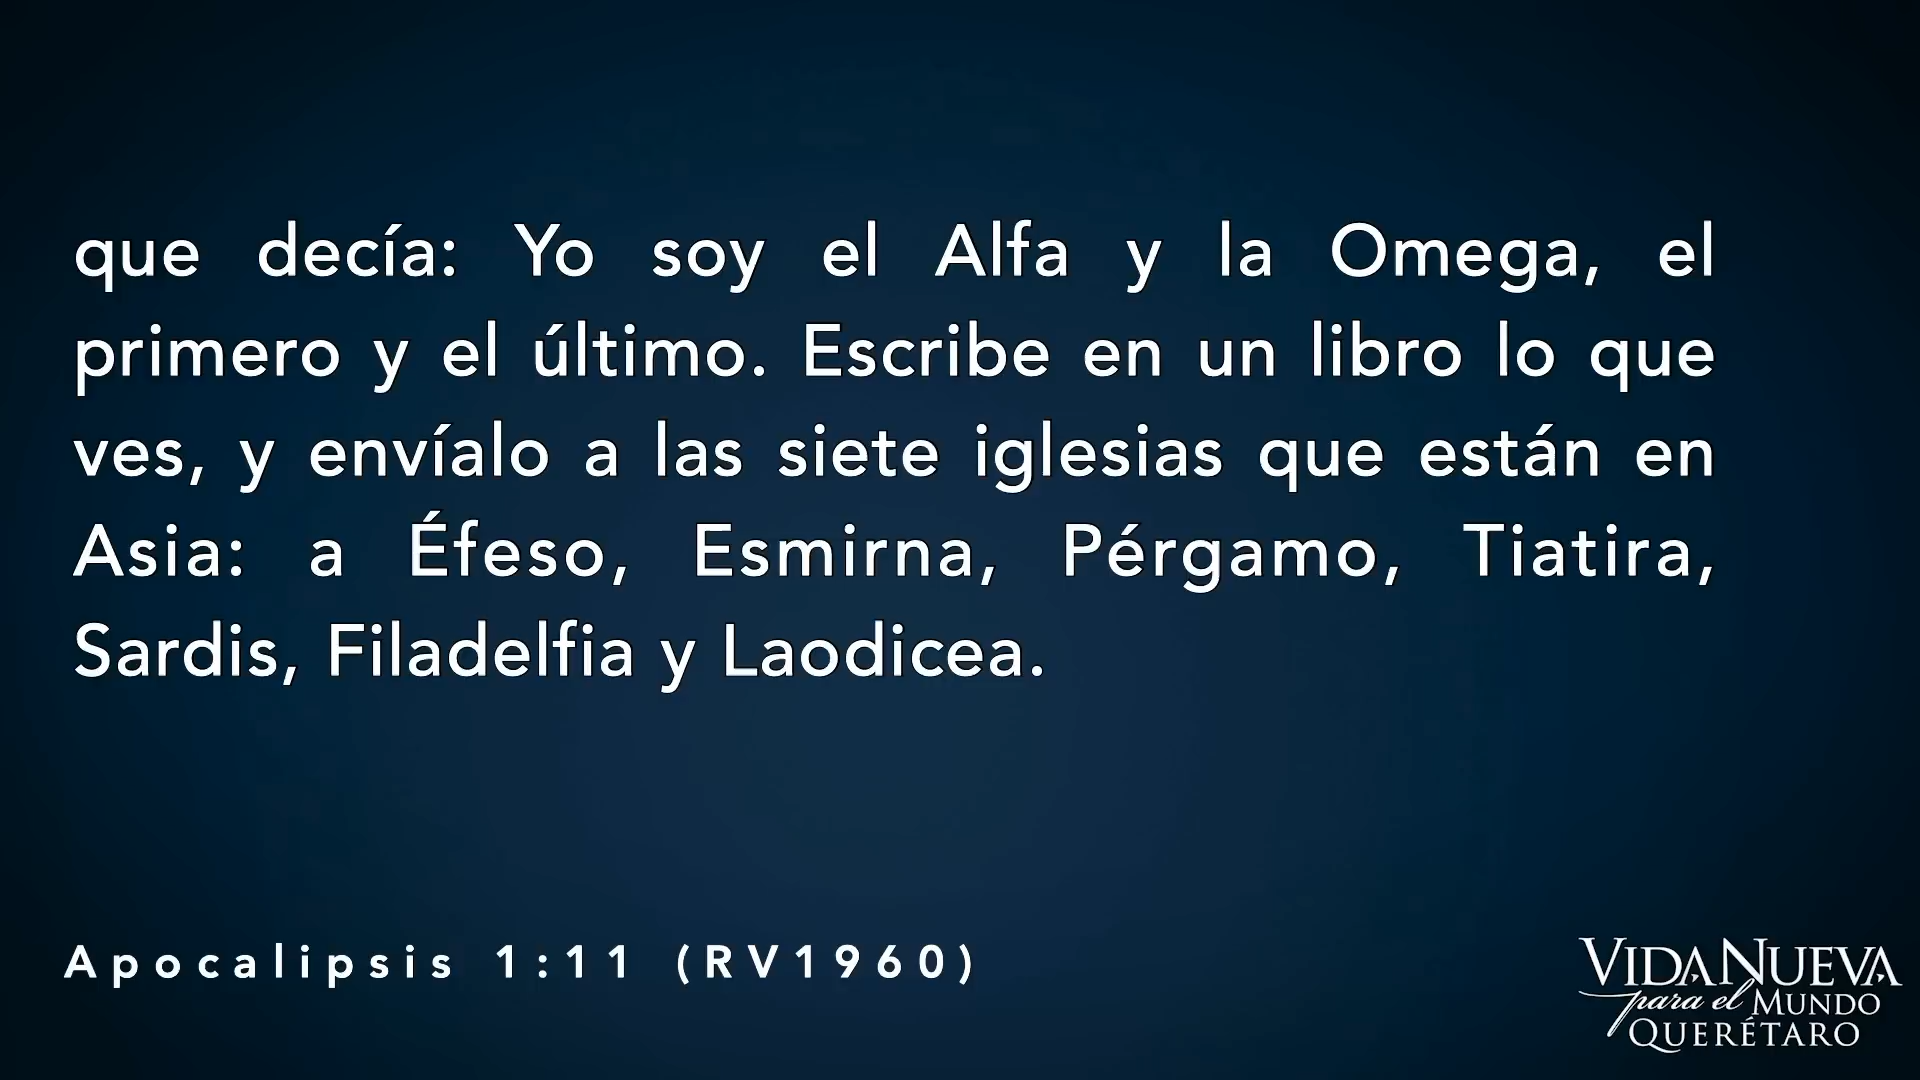 que decía: Yo soy el Alfa y la Omega, el
primero y el último. Escribe en un libro lo que
ves, y envíalo a las siete iglesias que están en
Asia: a Éfeso, Esmirna, Pérgamo, Tiatira,
Sardis, Filadelfia y Laodicea.
Apocalipsis 1:11 (RV1960)
VIDA NUEVA
para el MUNDO
QUERÉTARO